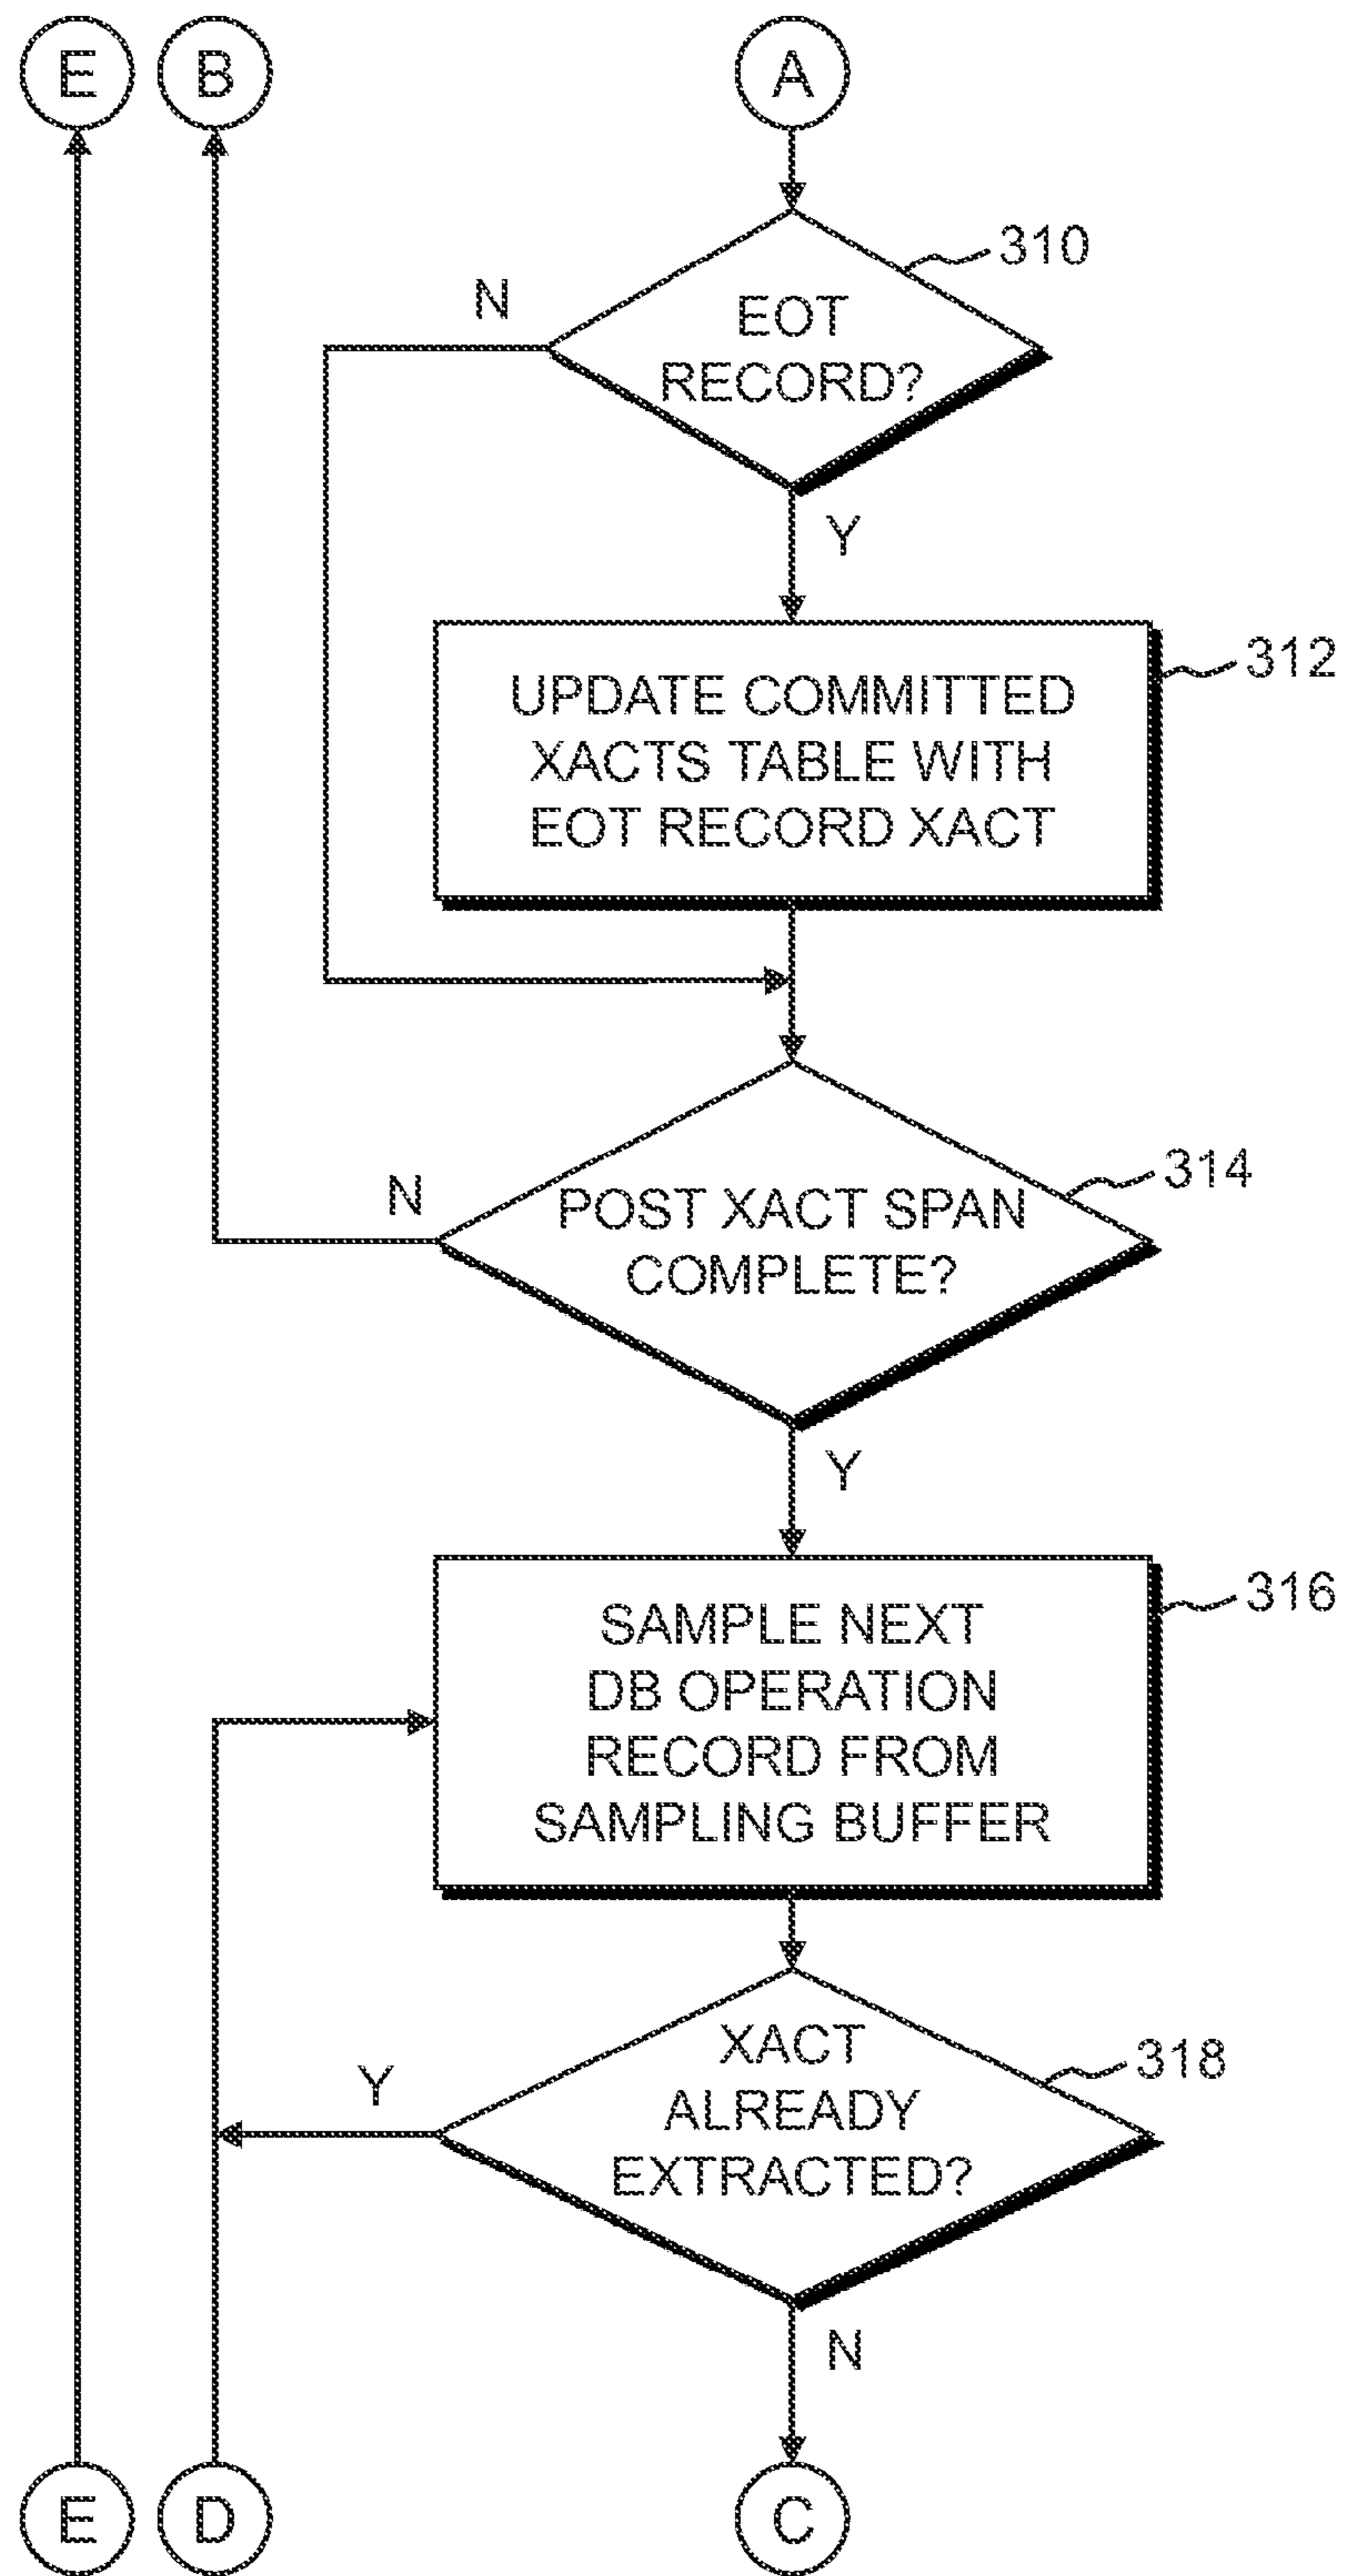 E
B
A
310
N
EOT
RECORD?
Y
312
UPDATE COMMITTED
XACTS TABLE WITH
EOT RECORD XACT
314
N
POST XACT SPAN
COMPLETE?
Y
316
SAMPLE NEXT
DB OPERATION
RECORD FROM
SAMPLING BUFFER
318
Y
XACT
ALREADY
EXTRACTED?
N
E
D
C